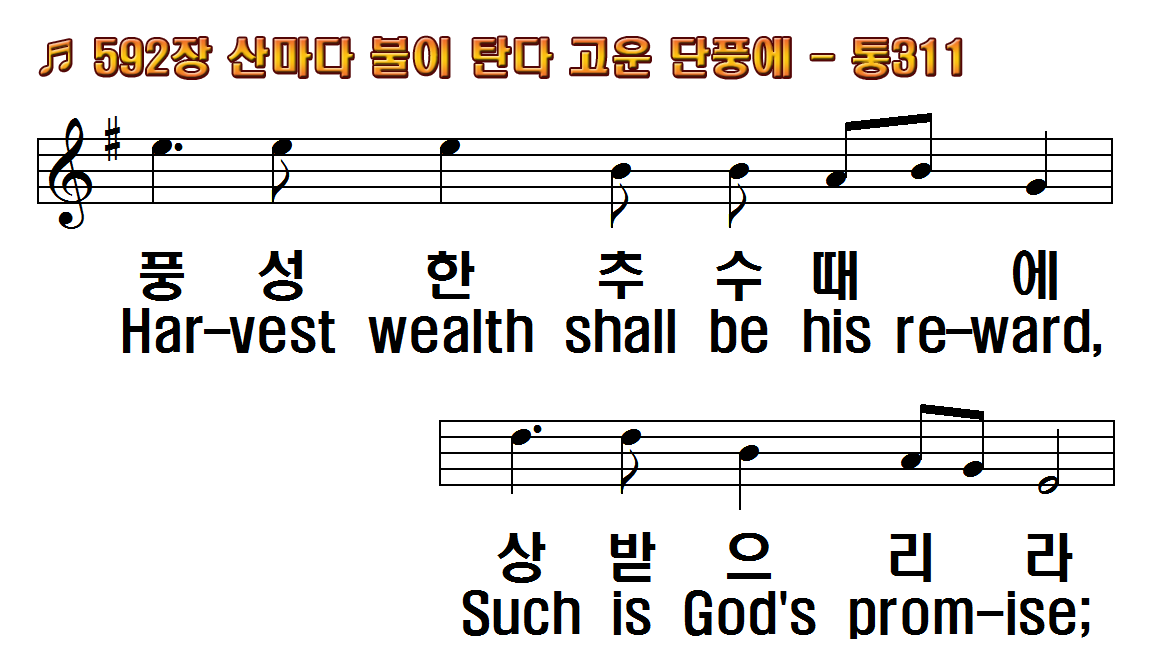 ♬ 592장 산마다 불이 탄다 고운 단풍에 - 통311
풍 성 한 추 수 때 에
Har-vest wealth shall be his re-ward,
상 받 으 리 라
Such is God's prom-ise;